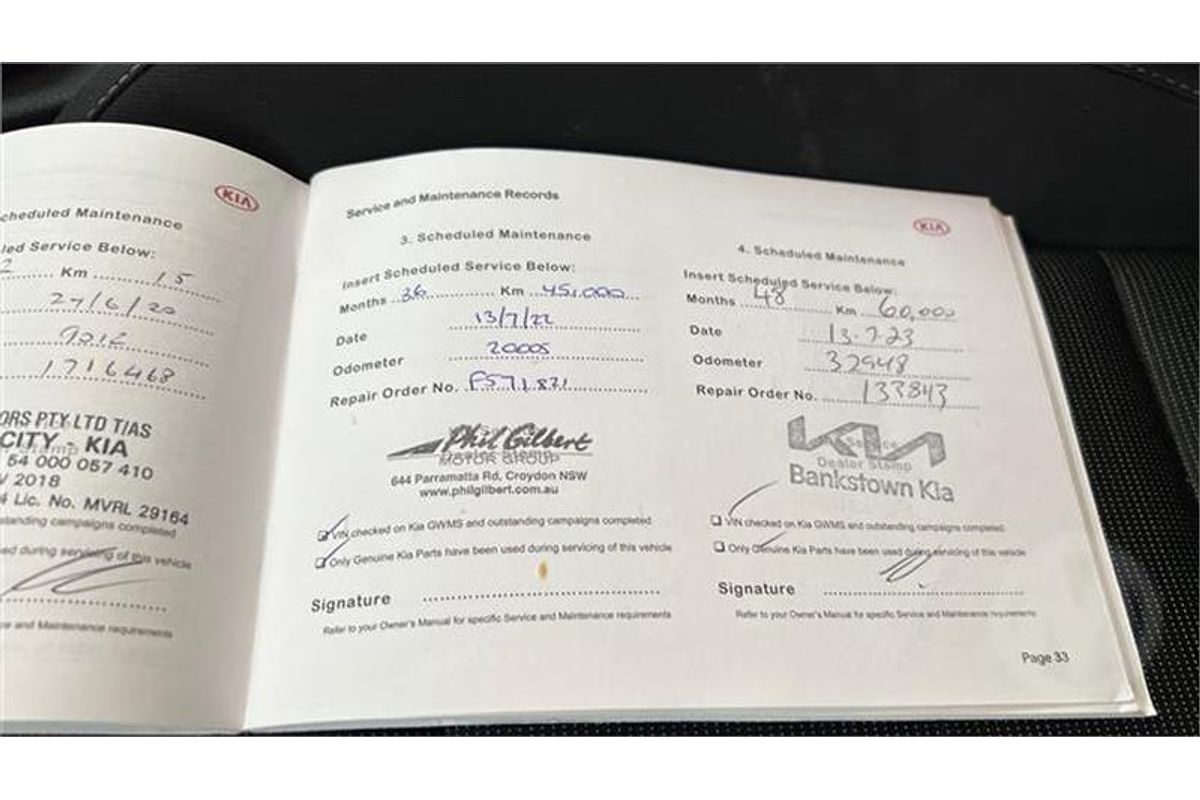 KIA
cheduled Maintenance
led Service Below:
2 Km 15
27/6/20
9212
1716468
ORS PTY LTD T/AS
CITY - KIA
54 000 057 410
V 2018
4 Lic. No. MVRL 29164
standing campaigns completed
ed during servicing of this vehicle
ce and Maintenance requirements
Service and Maintenance Records
3. Scheduled Maintenance
Insert Scheduled Service Below:
Months 36 Km 451000
Date 13/7/22
Odometer 20005
Repair Order No. F571821
Phil Gilbert
MOTOR GROUP
644 Parramatta Rd, Croydon NSW
www.philgilbert.com.au
VIN checked on Kia GWMS and outstanding campaigns completed
Only Genuine Kia Parts have been used during servicing of this vehicle
Signature
Refer to your Owner's Manual for specific Service and Maintenance requirements
KIA
4. Scheduled Maintenance
Insert Scheduled Service Below:
Months 48 Km 60,000
Date 13.7.23
Odometer 32948
Repair Order No. 133843
KIA
Service
Dealer Stamp
Bankstown Kia
VIN checked on Kia GWMS and outstanding campaigns completed
Only Genuine Kia Parts have been used during servicing of this vehicle
Signature
Refer to your Owner's Manual for specific Service and Maintenance requirements
Page 33